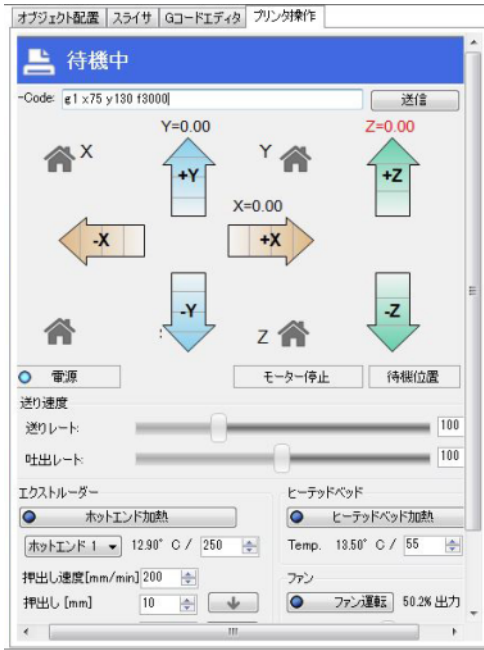 オブジェクト配置 スライサ Gコードエディタ プリンタ操作
待機中
-Code: g1 x75 y130 f3000 送信
Y=0.00 Z=0.00
X +Y Y +Z
X=0.00
-X +X
-Y Z -Z
電源 モーター停止 待機位置
送り速度
送りレート: 100
吐出レート: 100
エクストルーダー ヒーテッドベッド
ホットエンド加熱 ヒーテッドベッド加熱
ホットエンド 1 12.90° C / 250 Temp. 13.50° C / 55
押出し速度[mm/min] 200 ファン
押出し [mm] 10 ファン運転 50.2% 出力